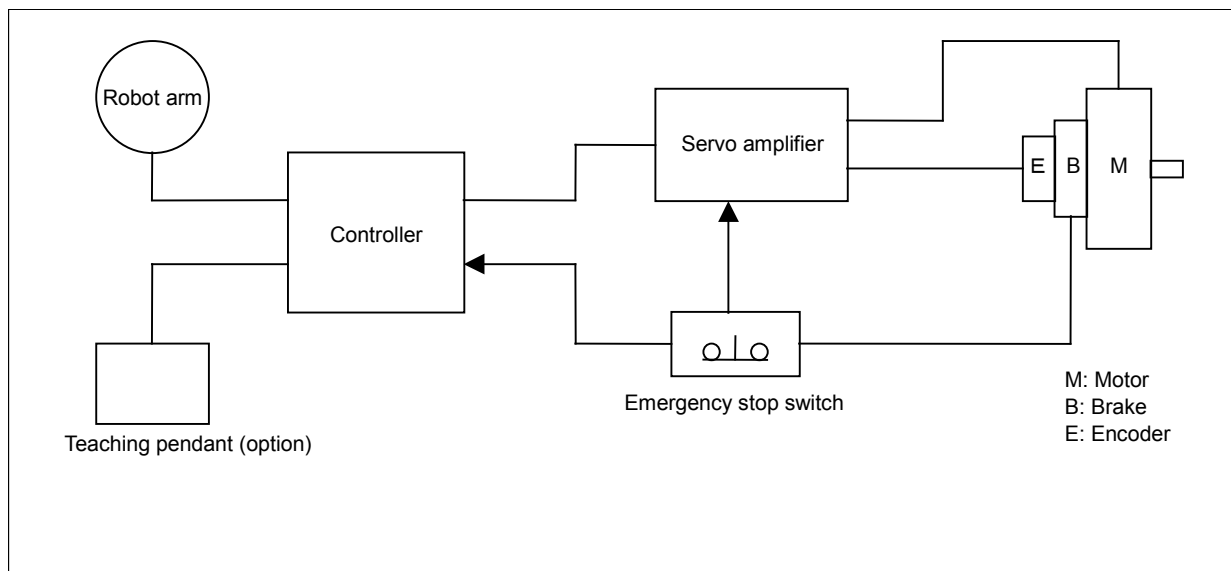 Robot arm
Servo amplifier
E
B
M
Controller
Emergency stop switch
Teaching pendant (option)
M: Motor
B: Brake
E: Encoder